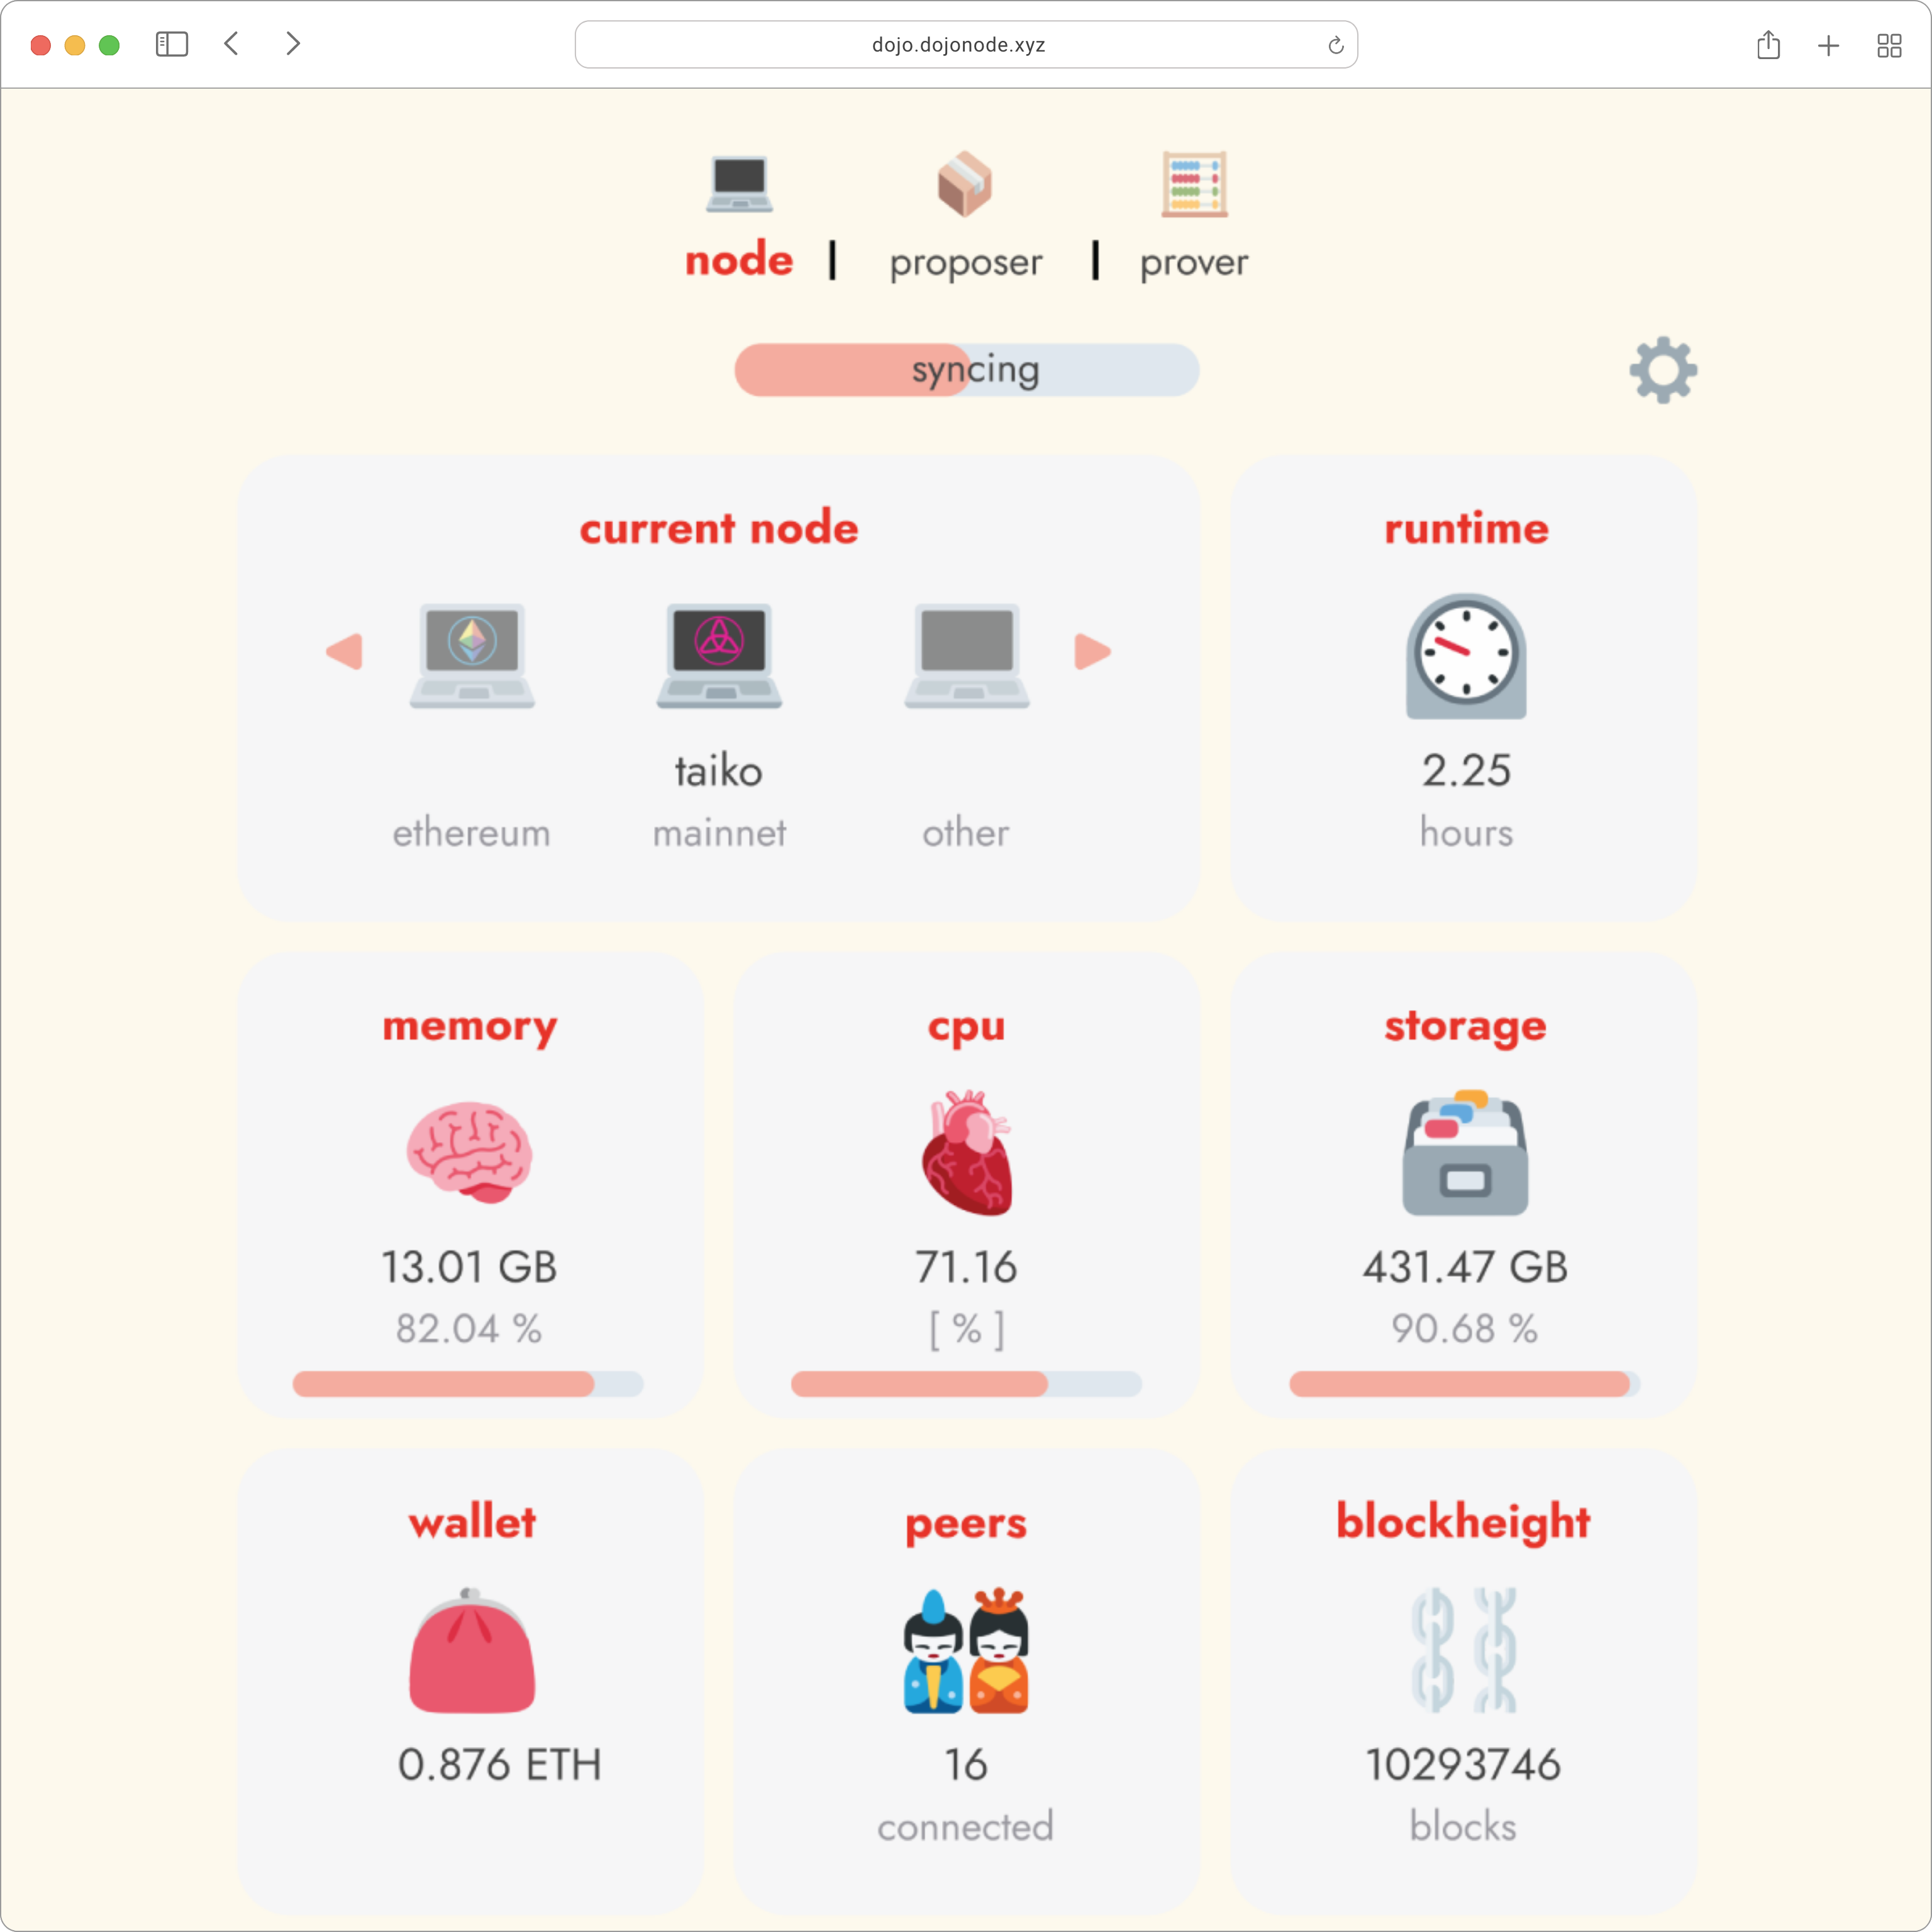 dojo.dojonode.xyz
node | proposer | prover
syncing
current node
taiko
ethereum mainnet other
runtime
2.25
hours
memory
13.01 GB
82.04 %
cpu
71.16
[ % ]
storage
431.47 GB
90.68 %
wallet
0.876 ETH
peers
16
connected
blockheight
10293746
blocks